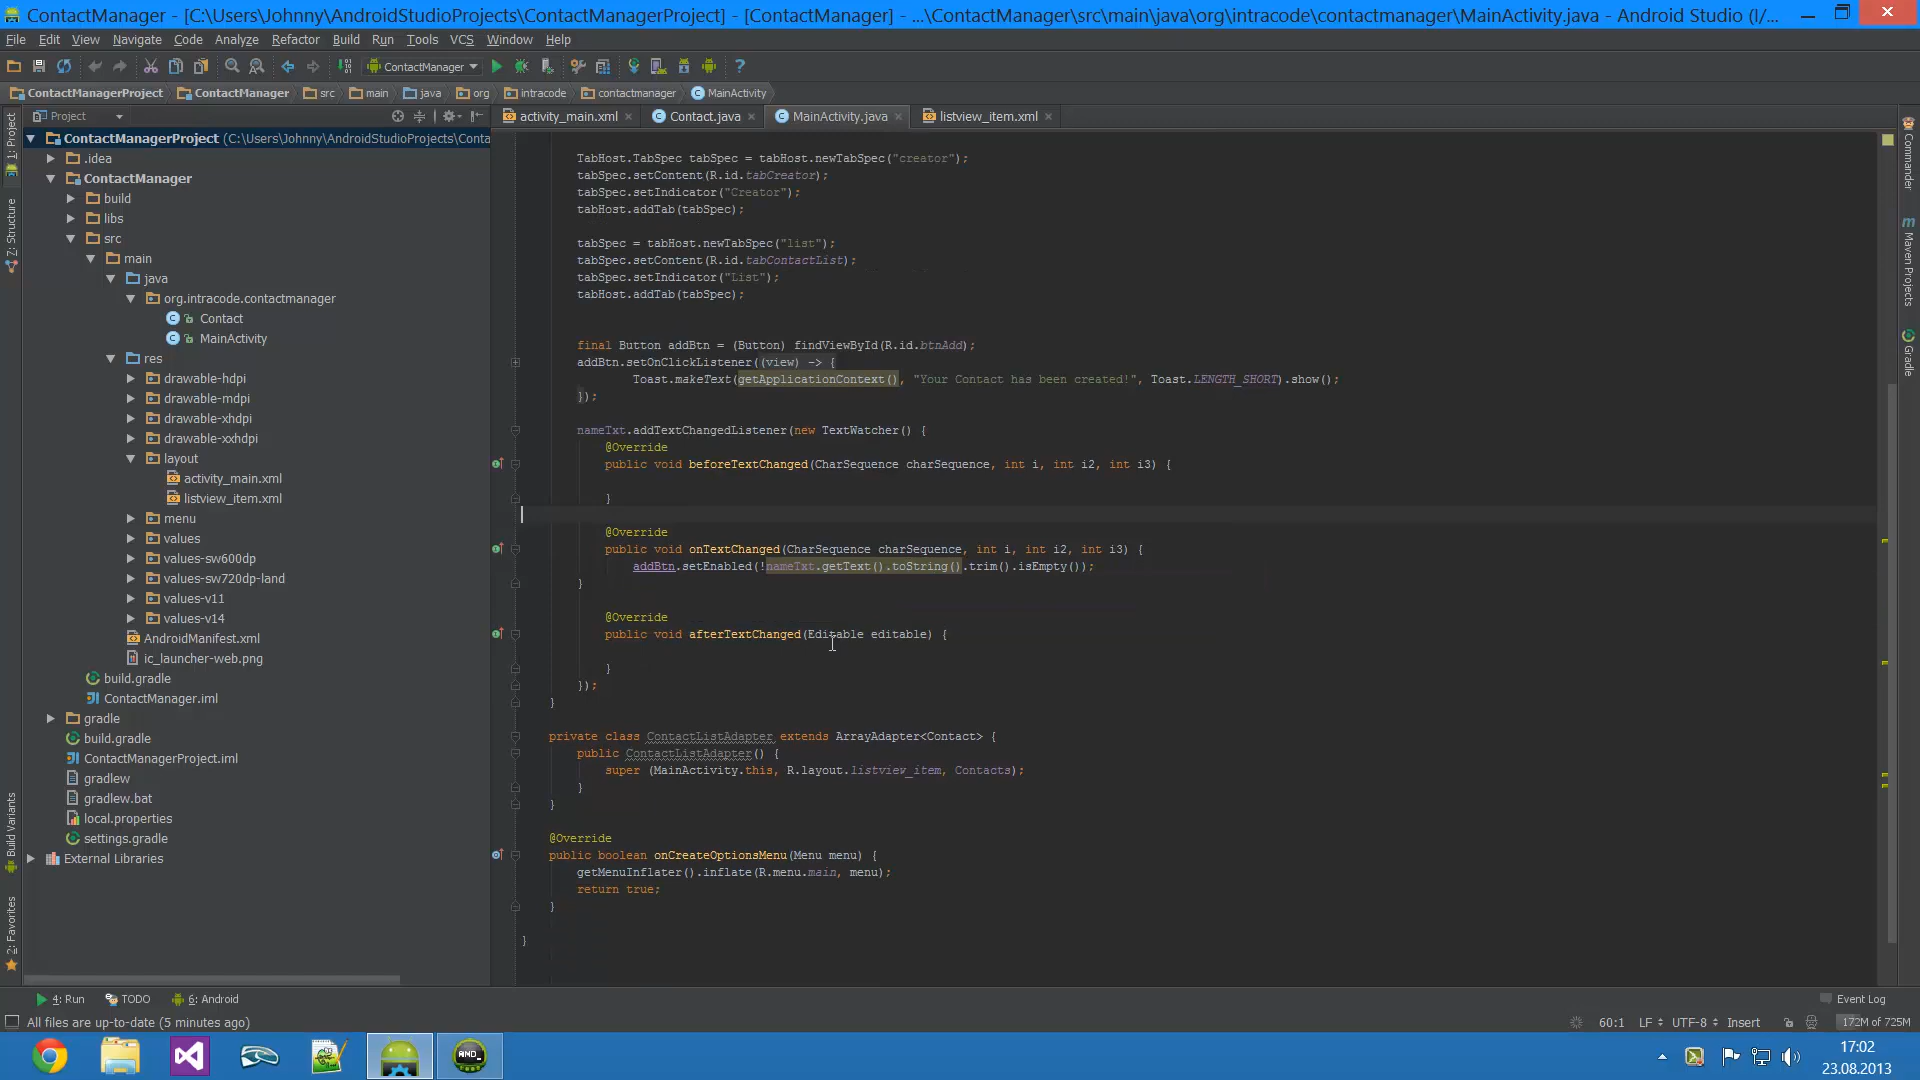 ContactManager - [C:\Users\Johnny\AndroidStudioProjects\ContactManagerProject] - [ContactManager] - ...\ContactManager\src\main\java\org\intracode\contactmanager\MainActivity.java - Android Studio (I/...
File Edit View Navigate Code Analyze Refactor Build Run Tools VCS Window Help
ContactManager
ContactManagerProject ContactManager src main java org intracode contactmanager MainActivity
Project
activity_main.xml Contact.java MainActivity.java listview_item.xml
1: Project
7: Structure
Build Variants
2: Favorites
ContactManagerProject (C:\Users\Johnny\AndroidStudioProjects\Conta
.idea
ContactManager
build
libs
src
main
java
org.intracode.contactmanager
Contact
MainActivity
res
drawable-hdpi
drawable-mdpi
drawable-xhdpi
drawable-xxhdpi
layout
activity_main.xml
listview_item.xml
menu
values
values-sw600dp
values-sw720dp-land
values-v11
values-v14
AndroidManifest.xml
ic_launcher-web.png
build.gradle
ContactManager.iml
gradle
build.gradle
ContactManagerProject.iml
gradlew
gradlew.bat
local.properties
settings.gradle
External Libraries
TabHost.TabSpec tabSpec = tabHost.newTabSpec("creator");
tabSpec.setContent(R.id.tabCreator);
tabSpec.setIndicator("Creator");
tabHost.addTab(tabSpec);
tabSpec = tabHost.newTabSpec("list");
tabSpec.setContent(R.id.tabContactList);
tabSpec.setIndicator("List");
tabHost.addTab(tabSpec);
final Button addBtn = (Button) findViewById(R.id.btnAdd);
addBtn.setOnClickListener((view) -> {
Toast.makeText(getApplicationContext(), "Your Contact has been created!", Toast.LENGTH_SHORT).show();
});
nameTxt.addTextChangedListener(new TextWatcher() {
@Override
public void beforeTextChanged(CharSequence charSequence, int i, int i2, int i3) {
}
@Override
public void onTextChanged(CharSequence charSequence, int i, int i2, int i3) {
addBtn.setEnabled(!nameTxt.getText().toString().trim().isEmpty());
}
@Override
public void afterTextChanged(Editable editable) {
}
});
}
private class ContactListAdapter extends ArrayAdapter<Contact> {
public ContactListAdapter() {
super (MainActivity.this, R.layout.listview_item, Contacts);
}
}
@Override
public boolean onCreateOptionsMenu(Menu menu) {
getMenuInflater().inflate(R.menu.main, menu);
return true;
}
}
Commander
m Maven Projects
Gradle
4: Run TODO 6: Android Event Log
All files are up-to-date (5 minutes ago) 60:1 LF UTF-8 Insert 172M of 725M
17:02
23.08.2013